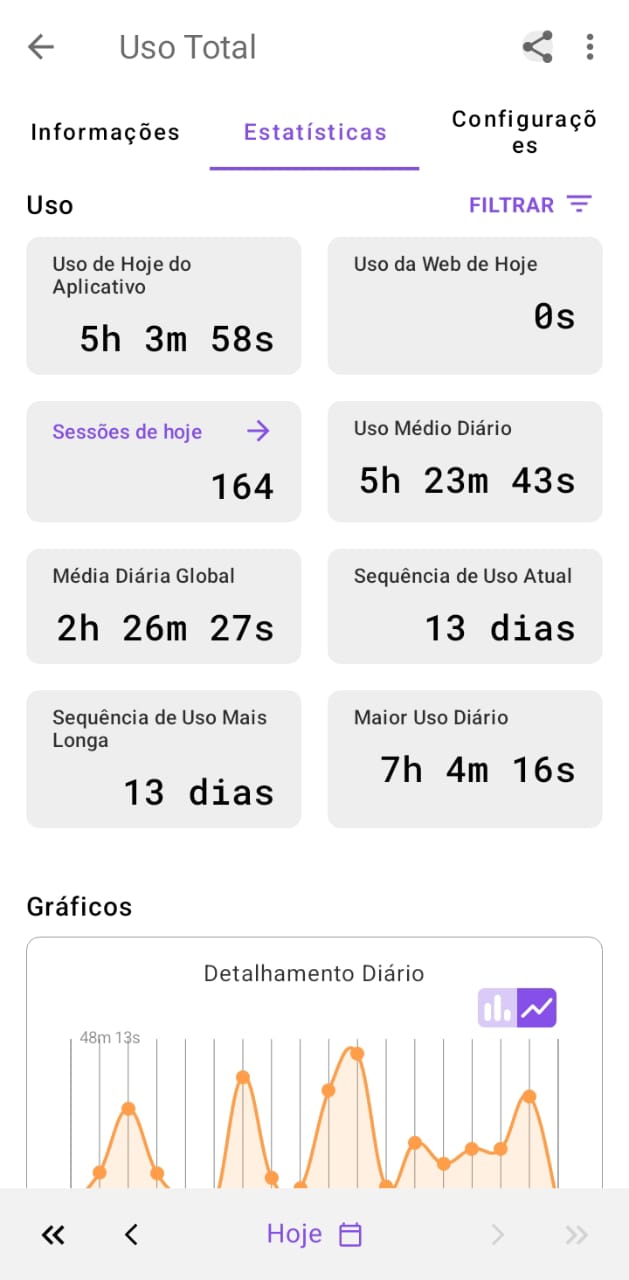 Uso Total
Informações
Estatísticas
Configuraçõ
es
Uso
FILTRAR
Uso de Hoje do
Aplicativo
5h 3m 58s
Uso da Web de Hoje
0s
Sessões de hoje
164
Uso Médio Diário
5h 23m 43s
Média Diária Global
2h 26m 27s
Sequência de Uso Atual
13 dias
Sequência de Uso Mais
Longa
13 dias
Maior Uso Diário
7h 4m 16s
Gráficos
Detalhamento Diário
48m 13s
Hoje